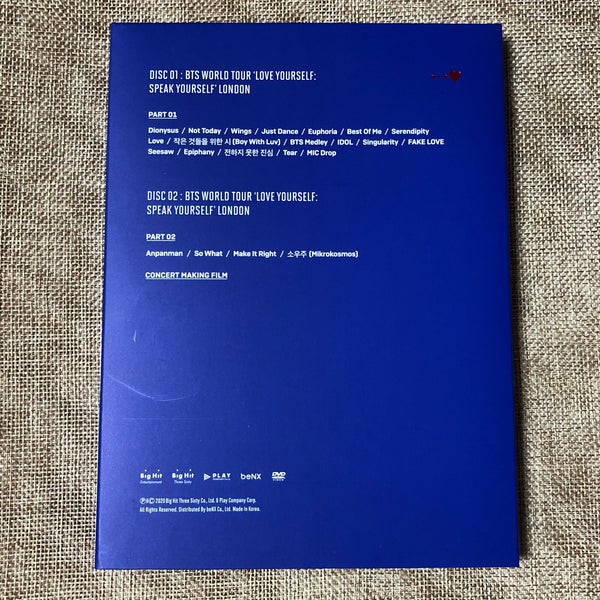 DISC 01 : BTS WORLD TOUR 'LOVE YOURSELF:
SPEAK YOURSELF' LONDON
PART 01
Dionysus / Not Today / Wings / Just Dance / Euphoria / Best Of Me / Serendipity
Love / 작은 것들을 위한 시 (Boy With Luv) / BTS Medley / IDOL / Singularity / FAKE LOVE
Seesaw / Epiphany / 전하지 못한 진심 / Tear / MIC Drop
DISC 02 : BTS WORLD TOUR 'LOVE YOURSELF:
SPEAK YOURSELF' LONDON
PART 02
Anpanman / So What / Make It Right / 소우주 (Mikrokosmos)
CONCERT MAKING FILM
Big Hit Entertainment
Big Hit Three Sixty
PLAY
beNX
DVD VIDEO
℗&© 2020 Big Hit Three Sixty Co., Ltd. & Play Company Corp.
All Rights Reserved. Distributed By beNX Co., Ltd. Made In Korea.